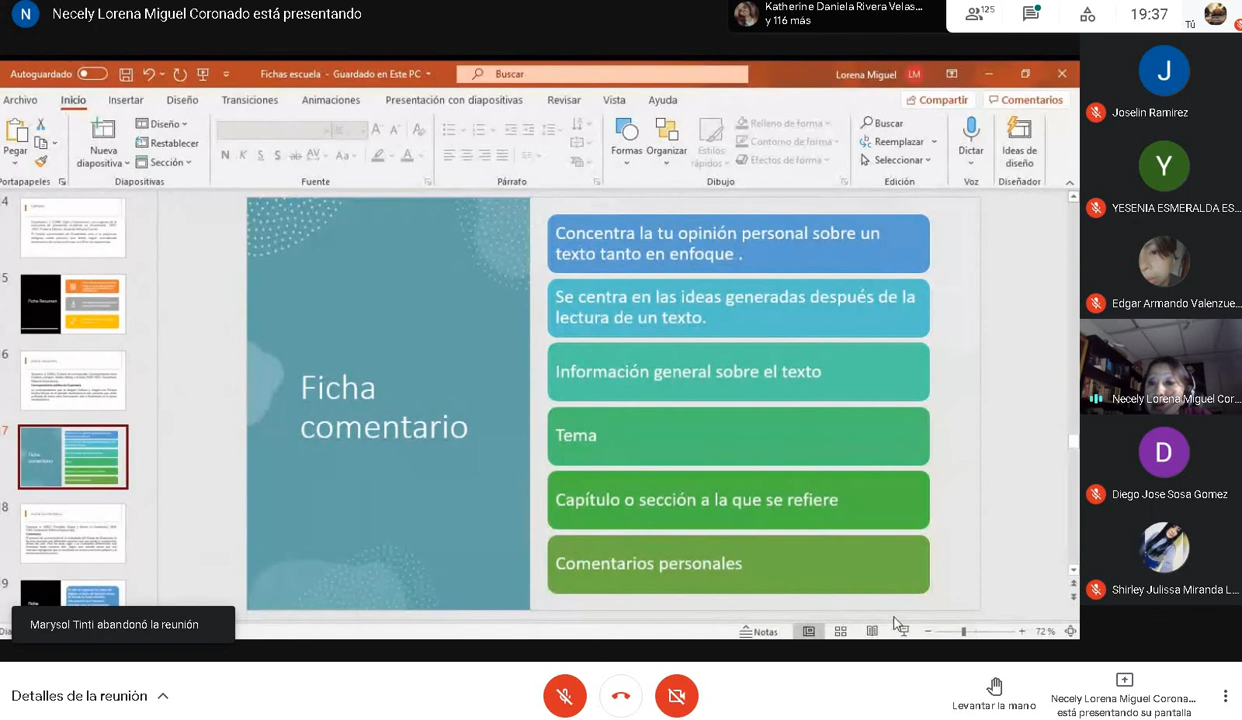 N Necely Lorena Miguel Coronado está presentando
Katherine Daniela Rivera Velas...
y 116 más
125
19:37
Tú
Autoguardado
Fichas escuela - Guardado en Este PC
Buscar
Lorena Miguel LM
Archivo Inicio Insertar Diseño Transiciones Animaciones Presentación con diapositivas Revisar Vista Ayuda
Compartir Comentarios
Pegar
Nueva
diapositiva
Diseño
Restablecer
Sección
N K S S ab AV Aa
Formas Organizar Estilos
rápidos
Relleno de forma
Contorno de forma
Efectos de forma
Buscar
Reemplazar
Seleccionar
Dictar
Ideas de
diseño
Portapapeles Diapositivas Fuente Párrafo Dibujo Edición Voz Diseñador
4
5
Ficha Resumen
6
7
Ficha
comentario
8
9
Ficha
Ficha
comentario
Concentra la tu opinión personal sobre un
texto tanto en enfoque .
Se centra en las ideas generadas después de la
lectura de un texto.
Información general sobre el texto
Tema
Capítulo o sección a la que se refiere
Comentarios personales
Notas
72 %
J
Joselin Ramirez
Y
YESENIA ESMERALDA ES...
Edgar Armando Valenzue...
Necely Lorena Miguel Cor...
D
Diego Jose Sosa Gomez
Shirley Julissa Miranda L...
Marysol Tinti abandonó la reunión
Detalles de la reunión
Levantar la mano
Necely Lorena Miguel Corona...
está presentando su pantalla